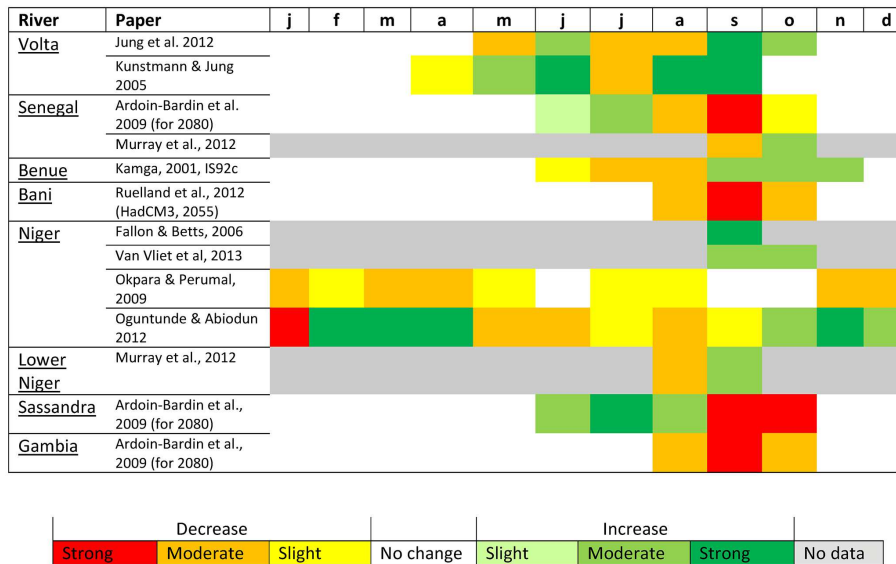 River Paper j f m a m j j a s o n d
Volta Jung et al. 2012
Kunstmann & Jung
2005
Senegal Ardoin-Bardin et al.
2009 (for 2080)
Murray et al., 2012
Benue Kamga, 2001, IS92c
Bani Ruelland et al., 2012
(HadCM3, 2055)
Niger Fallon & Betts, 2006
Van Vliet et al, 2013
Okpara & Perumal,
2009
Oguntunde & Abiodun
2012
Lower Murray et al., 2012
Niger
Sassandra Ardoin-Bardin et al.,
2009 (for 2080)
Gambia Ardoin-Bardin et al.,
2009 (for 2080)
Decrease Increase
Strong Moderate Slight No change Slight Moderate Strong No data